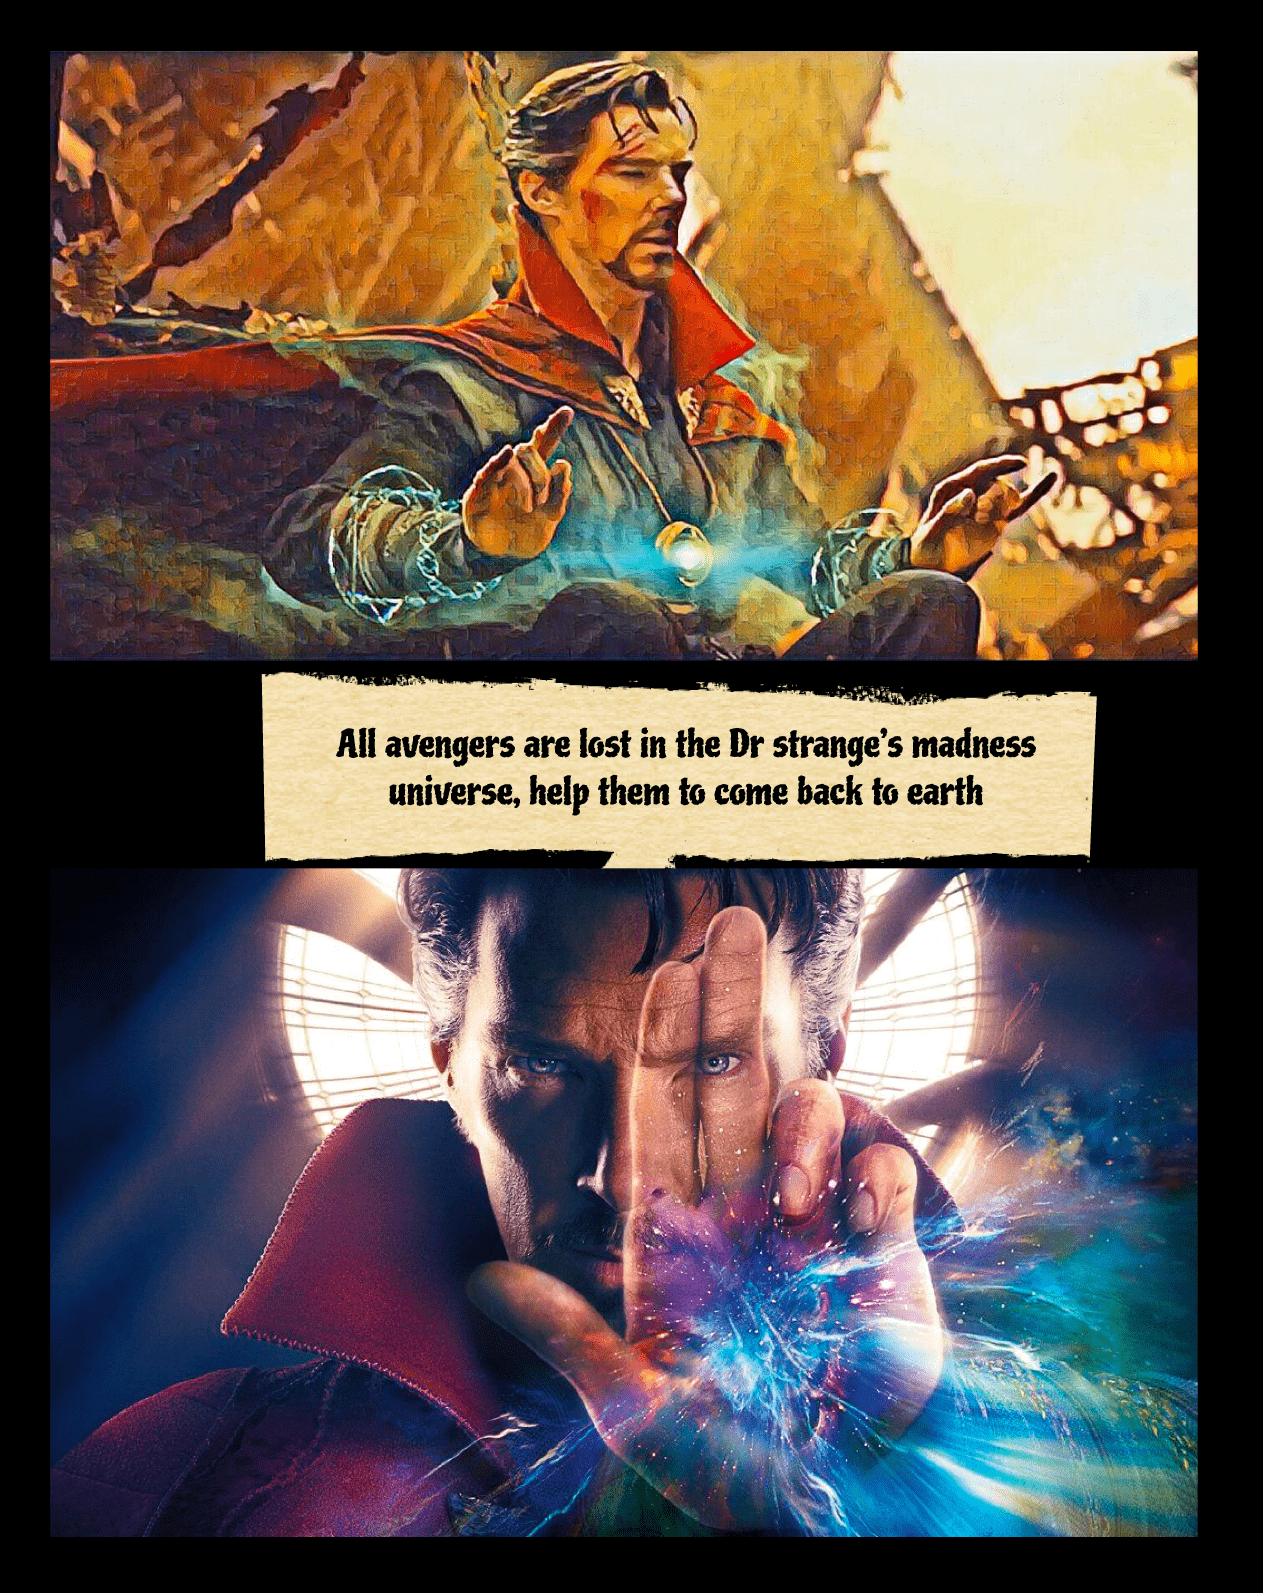 All avengers are lost in the Dr strange's madness
universe, help them to come back to earth